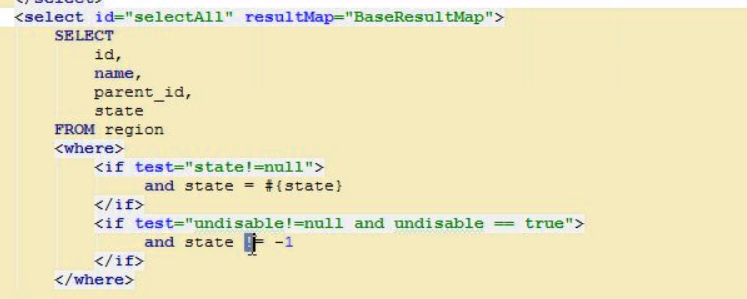 </select>
<select id="selectAll" resultMap="BaseResultMap">
SELECT
id,
name,
parent_id,
state
FROM region
<where>
<if test="state!=null">
and state = #{state}
</if>
<if test="undisable!=null and undisable == true">
and state != -1
</if>
</where>